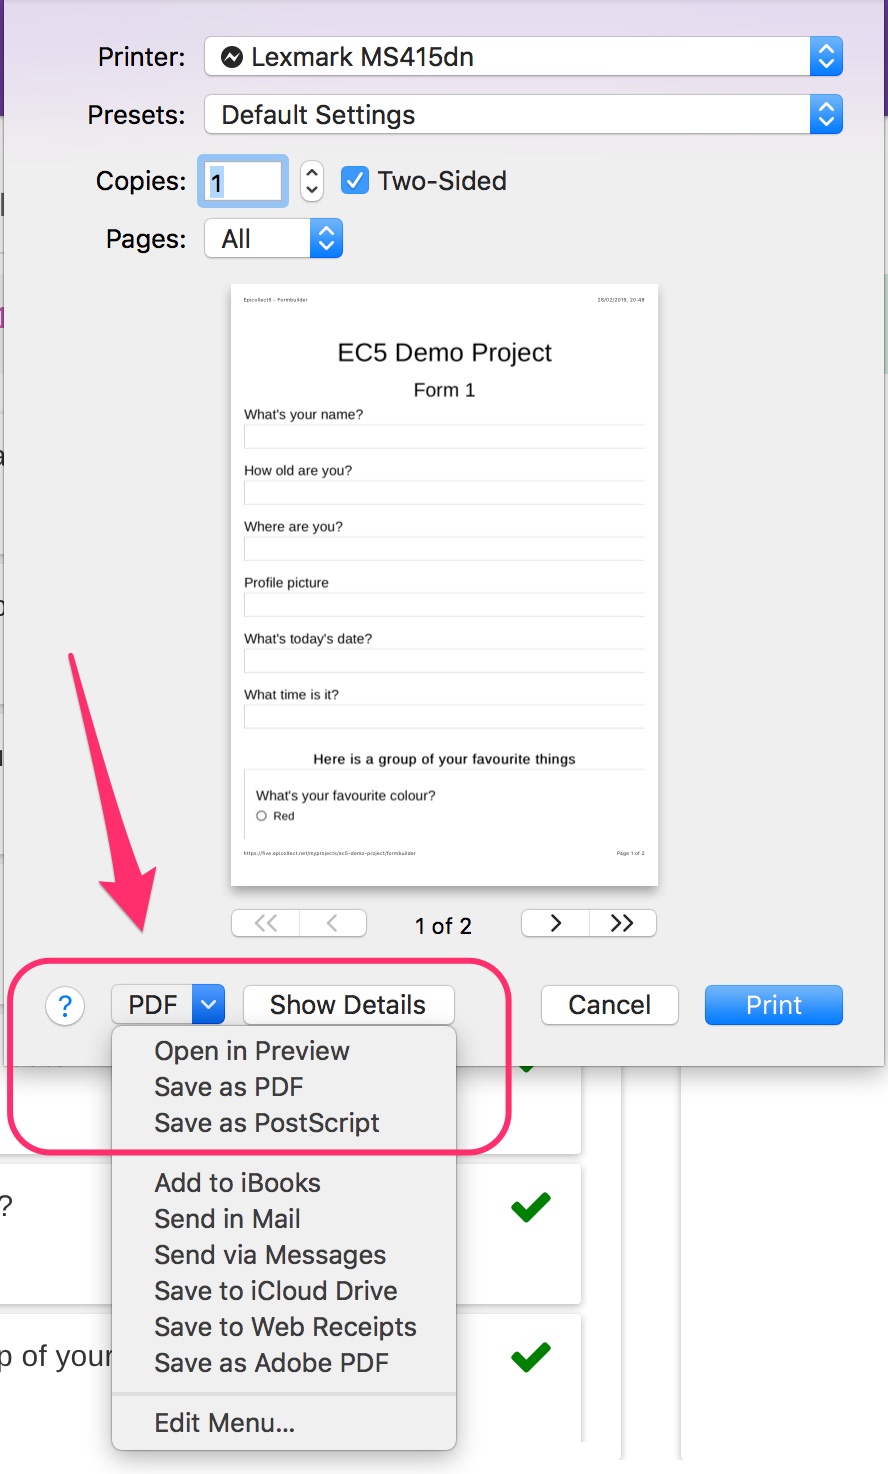 Printer: Lexmark MS415dn
Presets: Default Settings
Copies: 1 Two-Sided
Pages: All
Epicollect5 - Formbuilder 28/02/2019, 20:48
EC5 Demo Project
Form 1
What's your name?
How old are you?
Where are you?
Profile picture
What's today's date?
What time is it?
Here is a group of your favourite things
What's your favourite colour?
Red
https://five.epicollect.net/myprojects/ec5-demo-project/formbuilder Page 1 of 2
<< < 1 of 2 > >>
? PDF Show Details Cancel Print
Open in Preview
Save as PDF
Save as PostScript
Add to iBooks
?
Send in Mail
Send via Messages
Save to iCloud Drive
Save to Web Receipts
p of your
Save as Adobe PDF
Edit Menu...